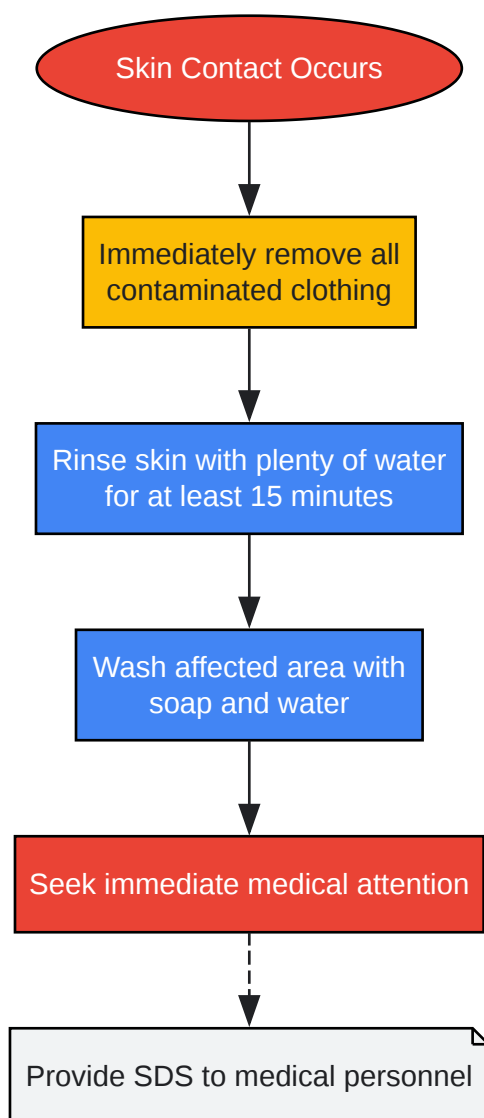 Skin Contact Occurs
Immediately remove all
contaminated clothing
Rinse skin with plenty of water
for at least 15 minutes
Wash affected area with
soap and water
Seek immediate medical attention
Provide SDS to medical personnel